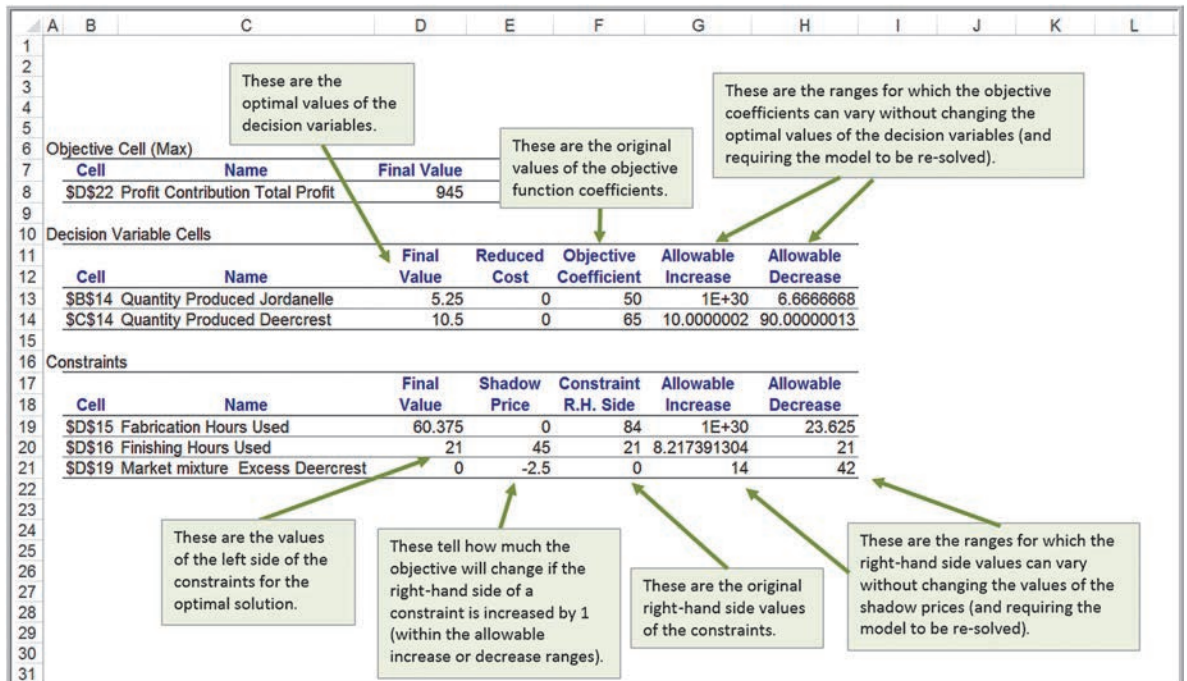 A B C D E F G H I J K L
1
2
3
4
5
6 Objective Cell (Max)
7 Cell Name Final Value
8 $D$22 Profit Contribution Total Profit 945
9
10 Decision Variable Cells
11 Final Reduced Objective Allowable Allowable
12 Cell Name Value Cost Coefficient Increase Decrease
13 $B$14 Quantity Produced Jordanelle 5.25 0 50 1E+30 6.6666668
14 $C$14 Quantity Produced Deercrest 10.5 0 65 10.0000002 90.00000013
15
16 Constraints
17 Final Shadow Constraint Allowable Allowable
18 Cell Name Value Price R.H. Side Increase Decrease
19 $D$15 Fabrication Hours Used 60.375 0 84 1E+30 23.625
20 $D$16 Finishing Hours Used 21 45 21 8.217391304 21
21 $D$19 Market mixture Excess Deercrest 0 -2.5 0 14 42
22
23
24
25
26
27
28
29
30
31
These are the
optimal values of the
decision variables.
These are the original
values of the objective
function coefficients.
These are the ranges for which the objective
coefficients can vary without changing the
optimal values of the decision variables (and
requiring the model to be re-solved).
These are the values
of the left side of the
constraints for the
optimal solution.
These tell how much the
objective will change if the
right-hand side of a
constraint is increased by 1
(within the allowable
increase or decrease ranges).
These are the original
right-hand side values
of the constraints.
These are the ranges for which the
right-hand side values can vary
without changing the values of the
shadow prices (and requiring the
model to be re-solved).